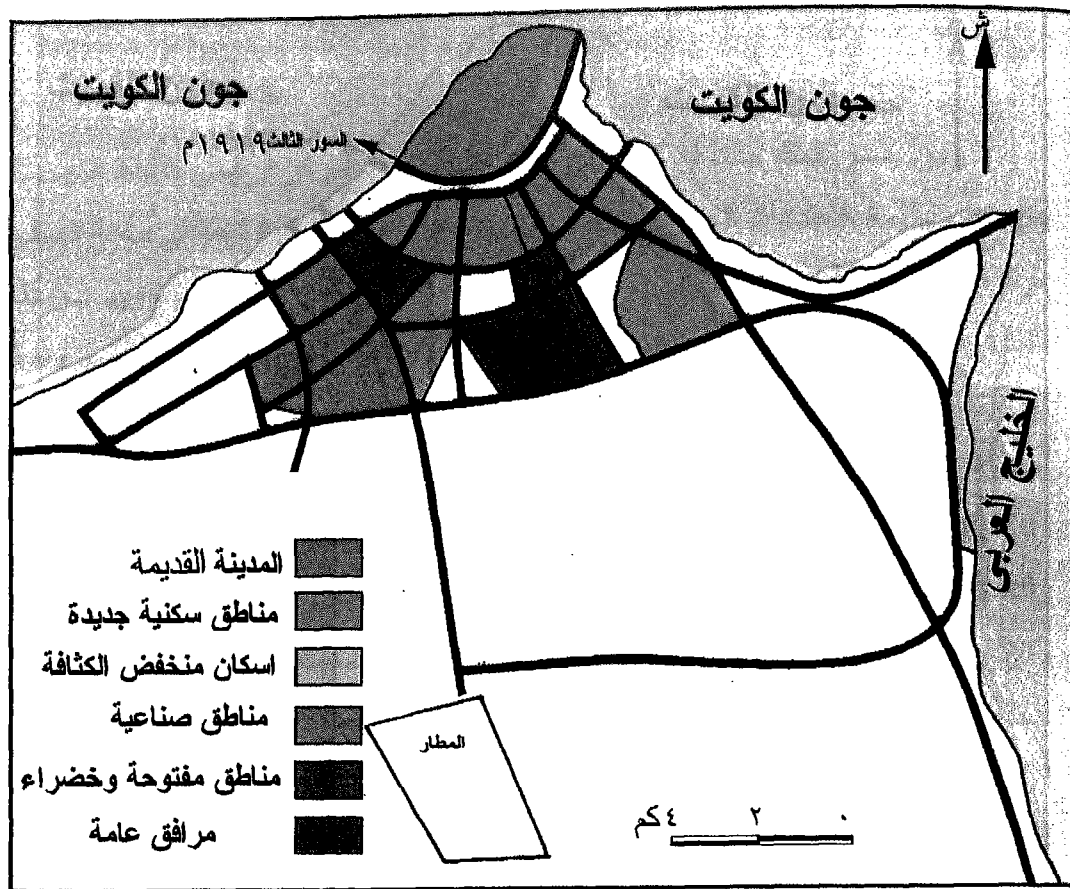 ش
جون الكويت
جون الكويت
السور الثالث ١٩١٩م
الخليج العربى
المدينة القديمة
مناطق سكنية جديدة
اسكان منخفض الكثافة
مناطق صناعية
مناطق مفتوحة وخضراء
مرافق عامة
المطار
٠ ٢ ٤ كم